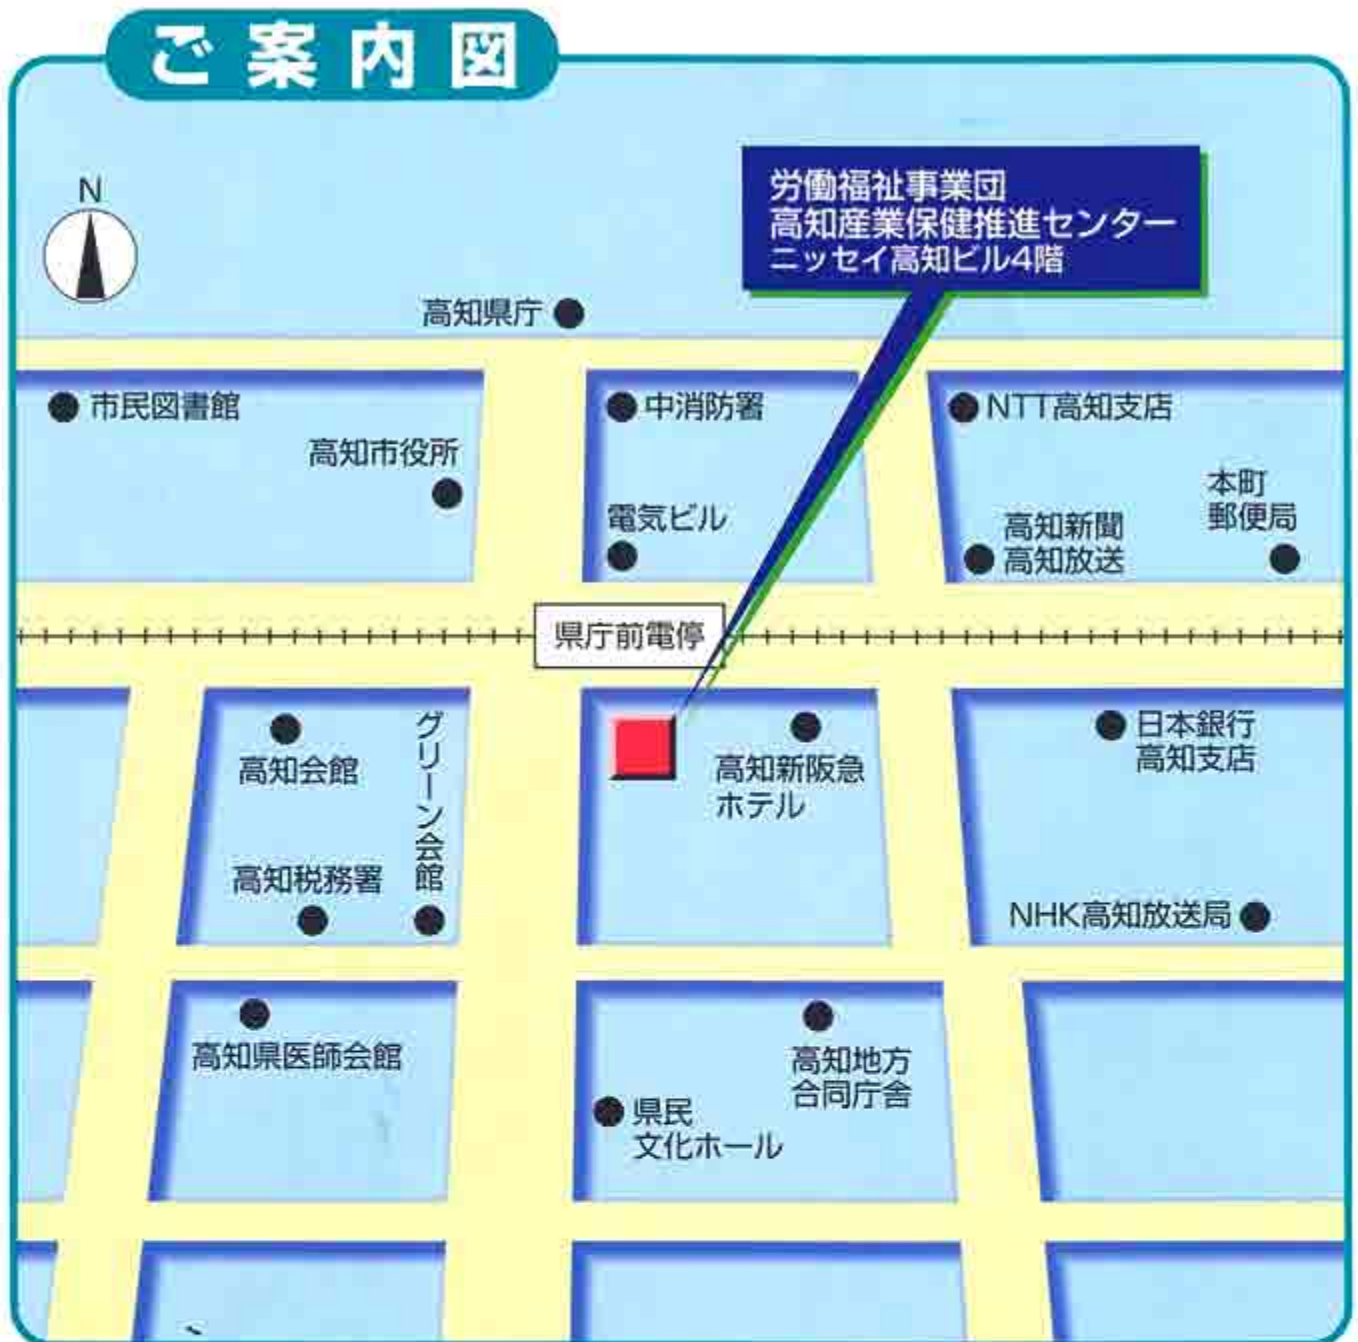 ご案内図
N
労働福祉事業団
高知産業保健推進センター
ニッセイ高知ビル4階
高知県庁
市民図書館
高知市役所
中消防署
電気ビル
NTT高知支店
高知新聞
高知放送
本町
郵便局
県庁前電停
高知会館
グリーン会館
高知税務署
高知新阪急
ホテル
日本銀行
高知支店
NHK高知放送局
高知県医師会館
高知地方
合同庁舎
県民
文化ホール